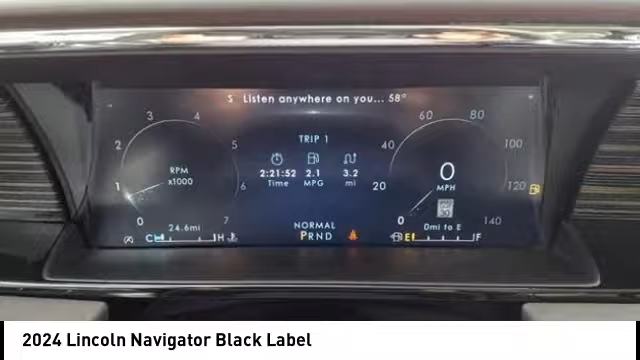 S Listen anywhere on you... 58°
TRIP 1
2:21:52 2.1 3.2
Time MPG mi
1 2 3 4 5 6 7 0
RPM
x1000
0 20 40 60 80 100 120 140
0
MPH
24.6mi
NORMAL
PRND
0mi to E
C H
E F
2024 Lincoln Navigator Black Label